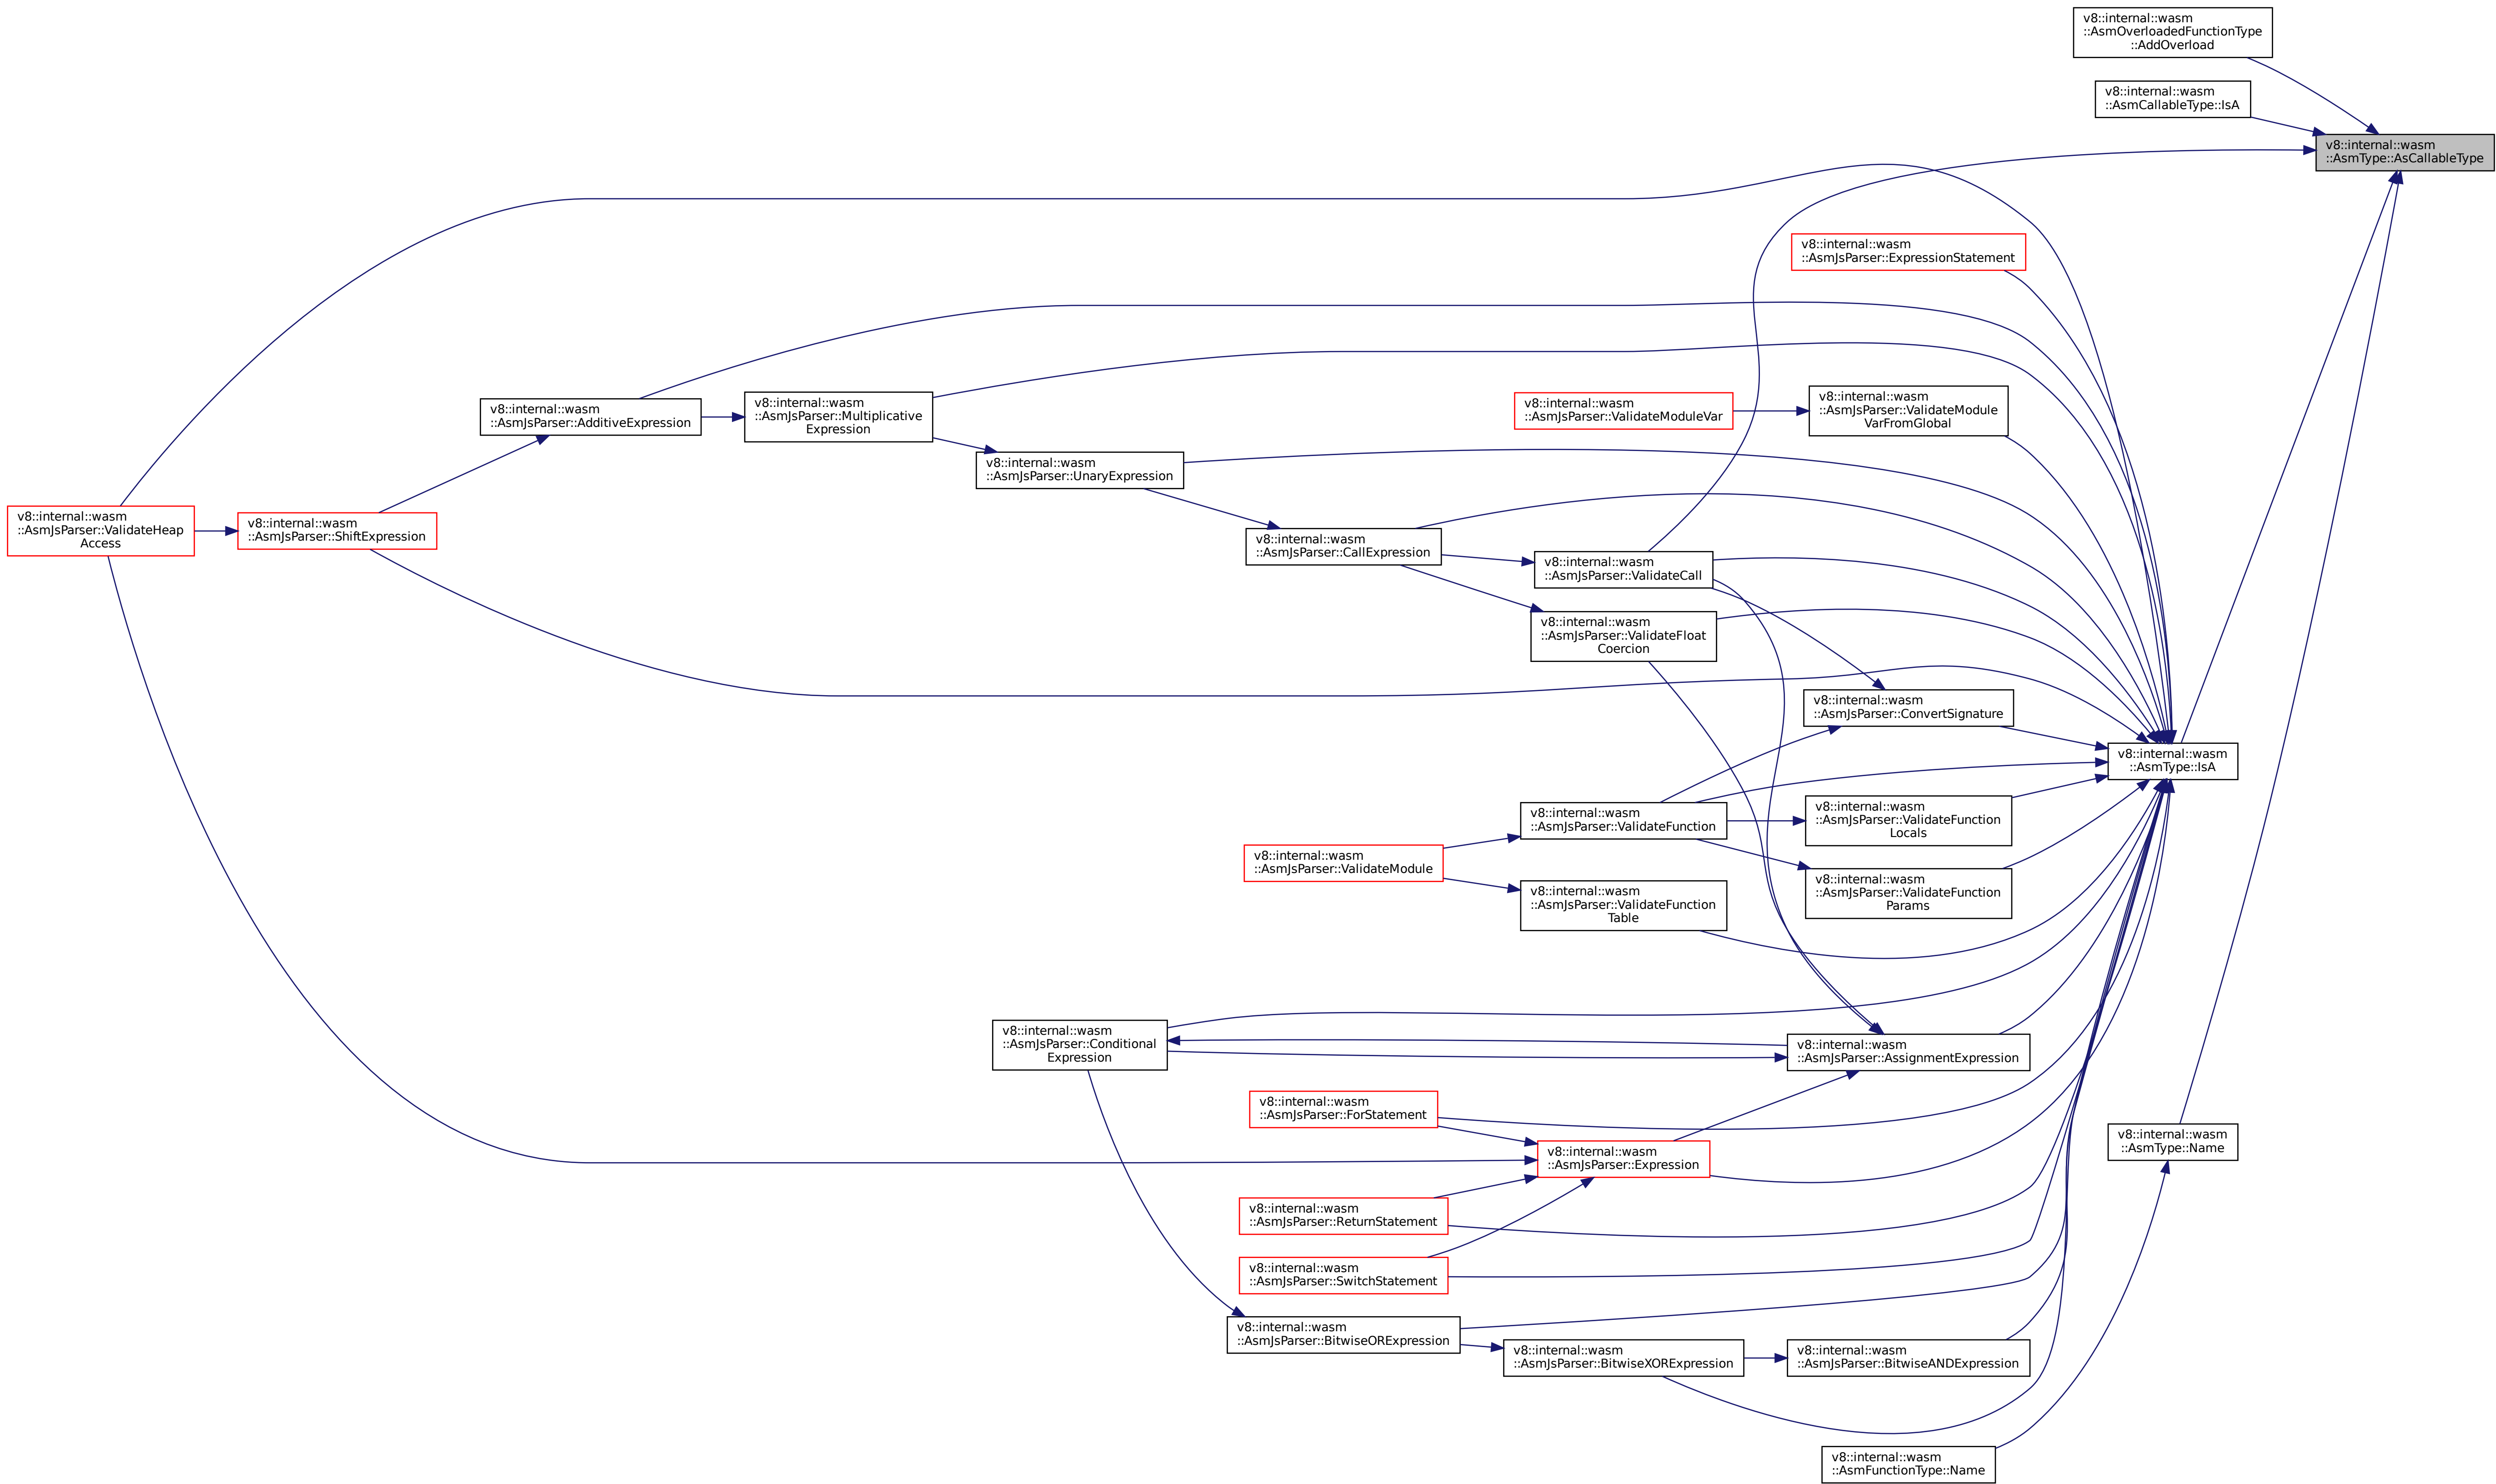 v8::internal::wasm
::AsmOverloadedFunctionType
::AddOverload
v8::internal::wasm
::AsmCallableType::IsA
v8::internal::wasm
::AsmType::AsCallableType
v8::internal::wasm
::AsmJsParser::ExpressionStatement
v8::internal::wasm
::AsmJsParser::AdditiveExpression
v8::internal::wasm
::AsmJsParser::Multiplicative
Expression
v8::internal::wasm
::AsmJsParser::ValidateModuleVar
v8::internal::wasm
::AsmJsParser::ValidateModule
VarFromGlobal
v8::internal::wasm
::AsmJsParser::UnaryExpression
v8::internal::wasm
::AsmJsParser::ValidateHeap
Access
v8::internal::wasm
::AsmJsParser::ShiftExpression
v8::internal::wasm
::AsmJsParser::CallExpression
v8::internal::wasm
::AsmJsParser::ValidateCall
v8::internal::wasm
::AsmJsParser::ValidateFloat
Coercion
v8::internal::wasm
::AsmJsParser::ConvertSignature
v8::internal::wasm
::AsmType::IsA
v8::internal::wasm
::AsmJsParser::ValidateFunction
v8::internal::wasm
::AsmJsParser::ValidateFunction
Locals
v8::internal::wasm
::AsmJsParser::ValidateModule
v8::internal::wasm
::AsmJsParser::ValidateFunction
Table
v8::internal::wasm
::AsmJsParser::ValidateFunction
Params
v8::internal::wasm
::AsmJsParser::Conditional
Expression
v8::internal::wasm
::AsmJsParser::AssignmentExpression
v8::internal::wasm
::AsmJsParser::ForStatement
v8::internal::wasm
::AsmJsParser::Expression
v8::internal::wasm
::AsmType::Name
v8::internal::wasm
::AsmJsParser::ReturnStatement
v8::internal::wasm
::AsmJsParser::SwitchStatement
v8::internal::wasm
::AsmJsParser::BitwiseORExpression
v8::internal::wasm
::AsmJsParser::BitwiseXORExpression
v8::internal::wasm
::AsmJsParser::BitwiseANDExpression
v8::internal::wasm
::AsmFunctionType::Name